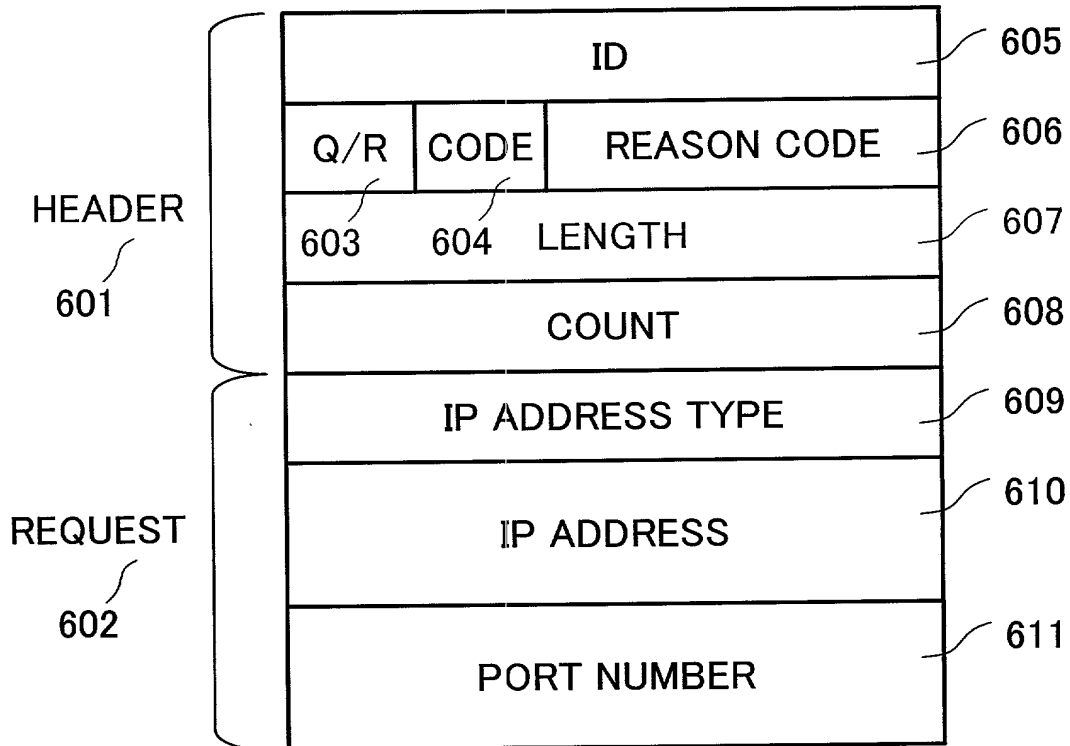 ID 605
Q/R CODE REASON CODE 606
HEADER
601
603 604 LENGTH 607
COUNT 608
IP ADDRESS TYPE 609
REQUEST
602
IP ADDRESS 610
PORT NUMBER 611